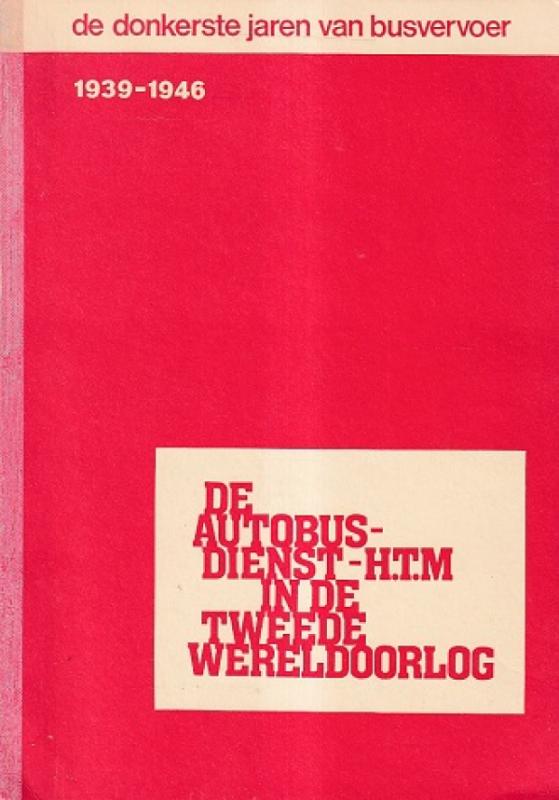 de donkerste jaren van busvervoer
1939-1946
DE
AUTOBUS-
DIENST-H.T.M
IN DE
TWEEDE
WERELDOORLOG